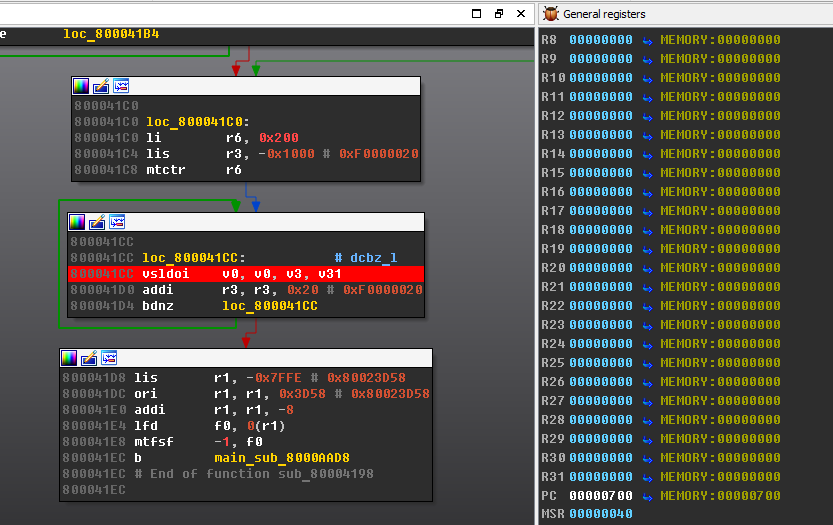 e loc_800041B4
800041C0
800041C0 loc_800041C0:
800041C0 li r6, 0x200
800041C4 lis r3, -0x1000 # 0xF0000020
800041C8 mtctr r6
800041CC
800041CC loc_800041CC: # dcbz_l
800041CC vsldoi v0, v0, v3, v31
800041D0 addi r3, r3, 0x20 # 0xF0000020
800041D4 bdnz loc_800041CC
800041D8 lis r1, -0x7FFE # 0x80023D58
800041DC ori r1, r1, 0x3D58 # 0x80023D58
800041E0 addi r1, r1, -8
800041E4 lfd f0, 0(r1)
800041E8 mtfsf -1, f0
800041EC b main_sub_8000AAD8
800041EC # End of function sub_80004198
800041EC
General registers
R8 00000000 MEMORY:00000000
R9 00000000 MEMORY:00000000
R10 00000000 MEMORY:00000000
R11 00000000 MEMORY:00000000
R12 00000000 MEMORY:00000000
R13 00000000 MEMORY:00000000
R14 00000000 MEMORY:00000000
R15 00000000 MEMORY:00000000
R16 00000000 MEMORY:00000000
R17 00000000 MEMORY:00000000
R18 00000000 MEMORY:00000000
R19 00000000 MEMORY:00000000
R20 00000000 MEMORY:00000000
R21 00000000 MEMORY:00000000
R22 00000000 MEMORY:00000000
R23 00000000 MEMORY:00000000
R24 00000000 MEMORY:00000000
R25 00000000 MEMORY:00000000
R26 00000000 MEMORY:00000000
R27 00000000 MEMORY:00000000
R28 00000000 MEMORY:00000000
R29 00000000 MEMORY:00000000
R30 00000000 MEMORY:00000000
R31 00000000 MEMORY:00000000
PC 00000700 MEMORY:00000700
MSR 00000040